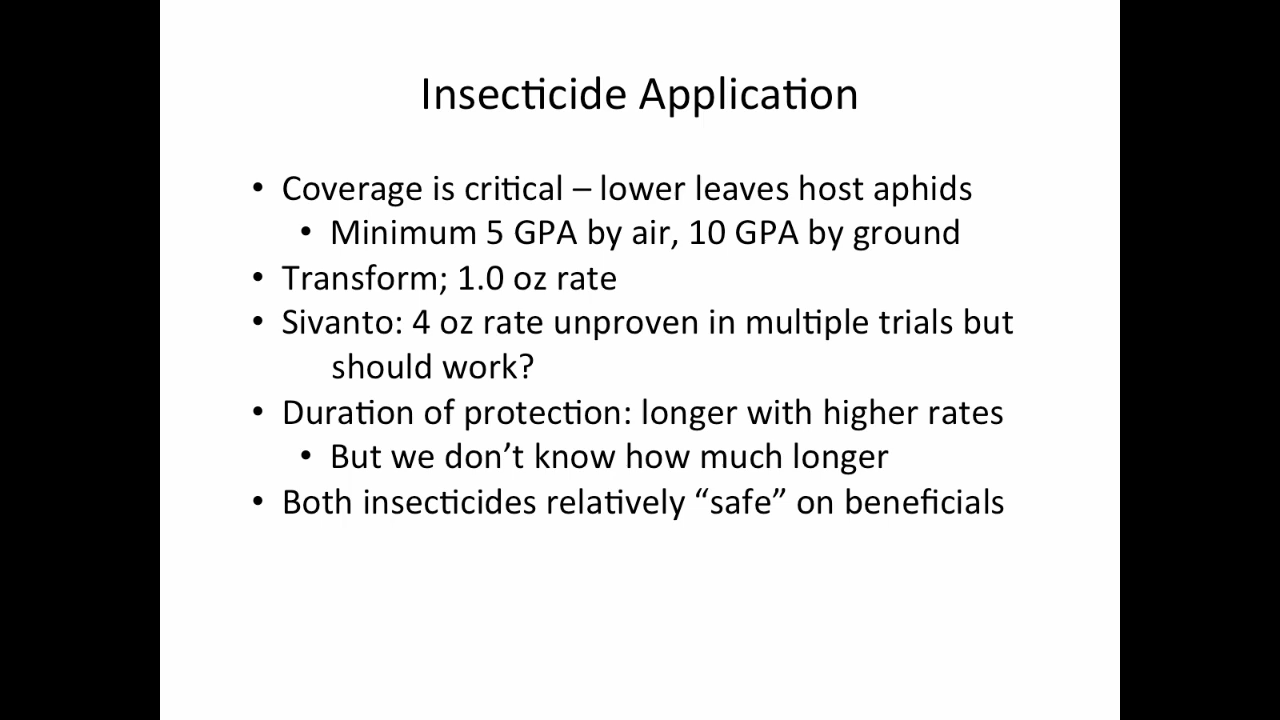 Insecticide Application
• Coverage is critical – lower leaves host aphids
• Minimum 5 GPA by air, 10 GPA by ground
• Transform; 1.0 oz rate
• Sivanto: 4 oz rate unproven in multiple trials but
should work?
• Duration of protection: longer with higher rates
• But we don’t know how much longer
• Both insecticides relatively “safe” on beneficials